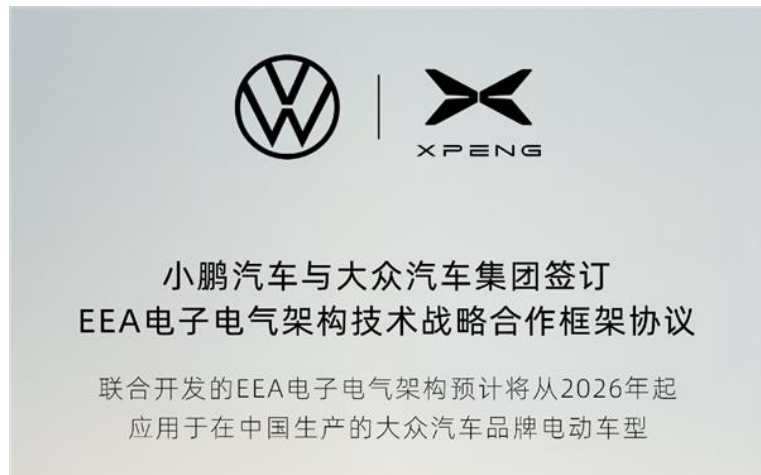 XPENG
小鹏汽车与大众汽车集团签订
EEA电子电气架构技术战略合作框架协议
联合开发的EEA电子电气架构预计将从2026年起
应用于在中国生产的大众汽车品牌电动车型